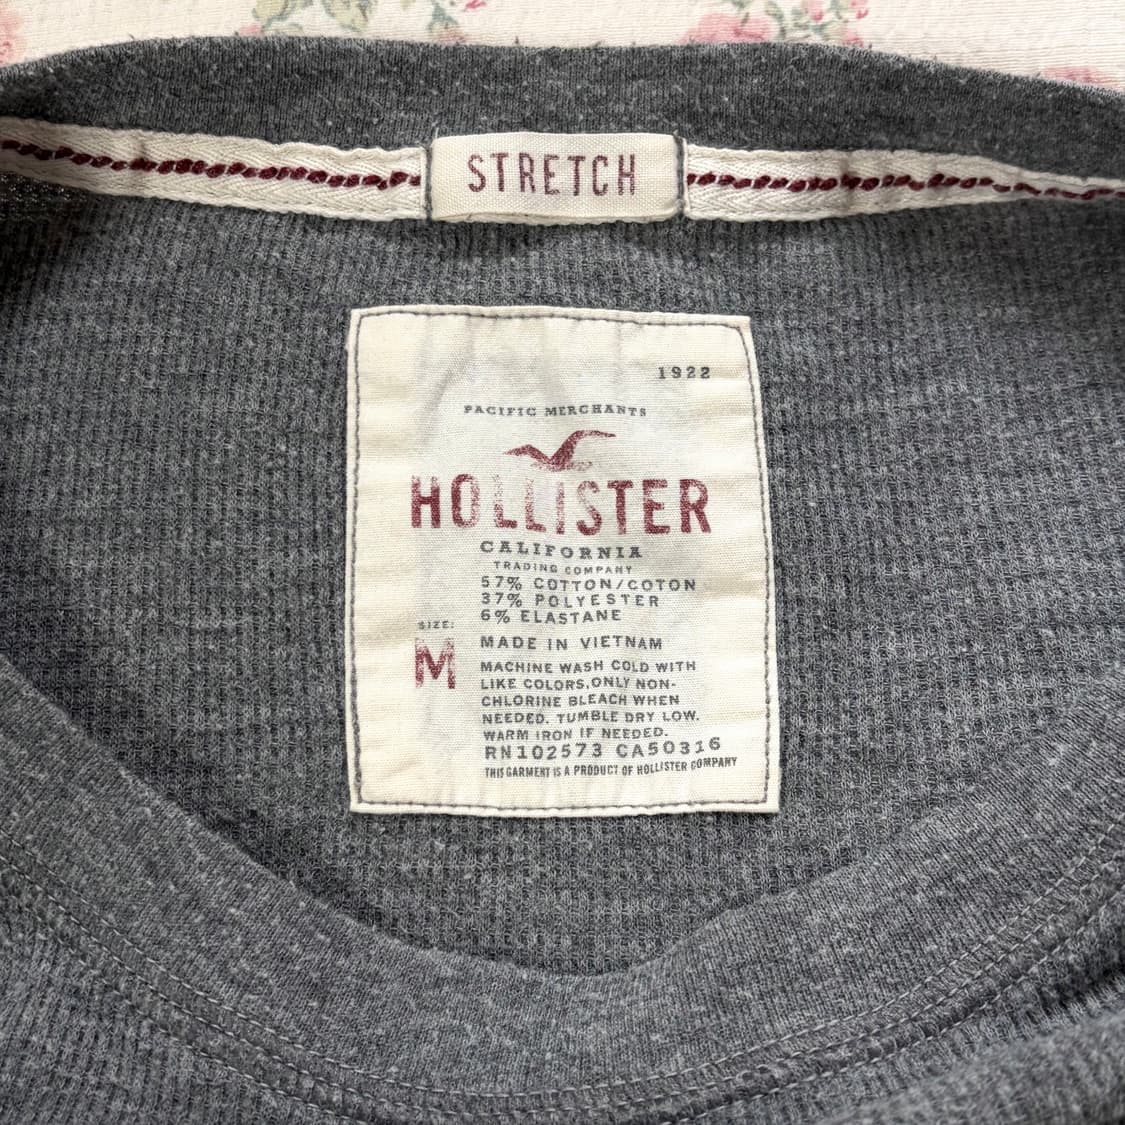 STRETCH
1922
PACIFIC MERCHANTS
HOLLISTER
CALIFORNIA
TRADING COMPANY
57% COTTON/COTON
37% POLYESTER
6% ELASTANE
SIZE:
M
MADE IN VIETNAM
MACHINE WASH COLD WITH
LIKE COLORS,ONLY NON-
CHLORINE BLEACH WHEN
NEEDED. TUMBLE DRY LOW.
WARM IRON IF NEEDED.
RN102573 CA50316
THIS GARMENT IS A PRODUCT OF HOLLISTER COMPANY